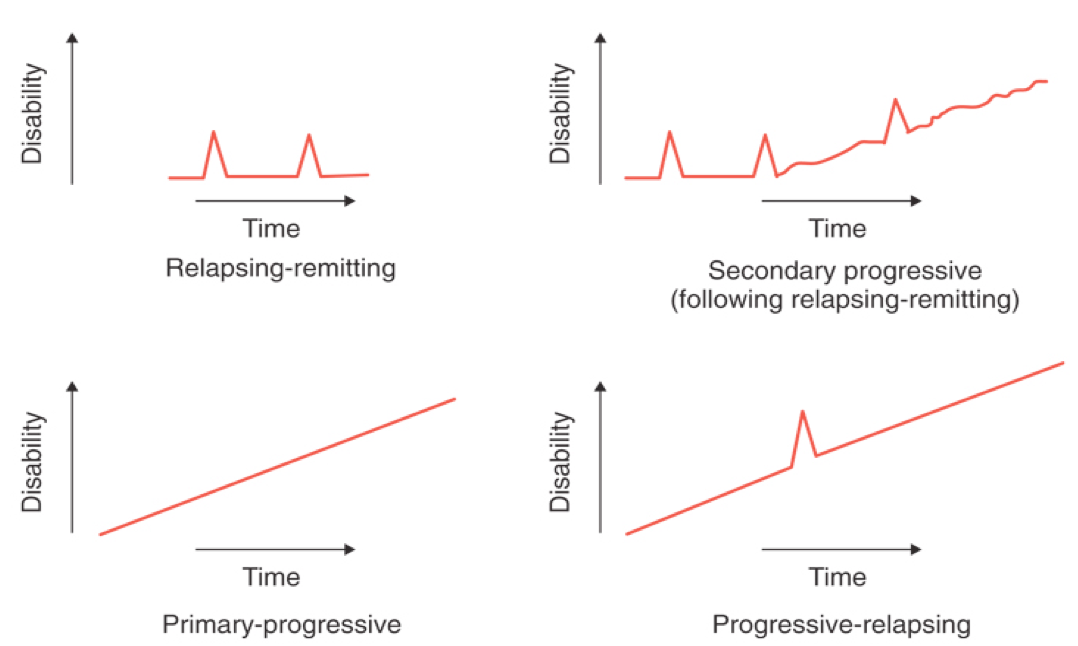 Disability
Time
Relapsing-remitting
Disability
Time
Secondary progressive
(following relapsing-remitting)
Disability
Time
Primary-progressive
Disability
Time
Progressive-relapsing